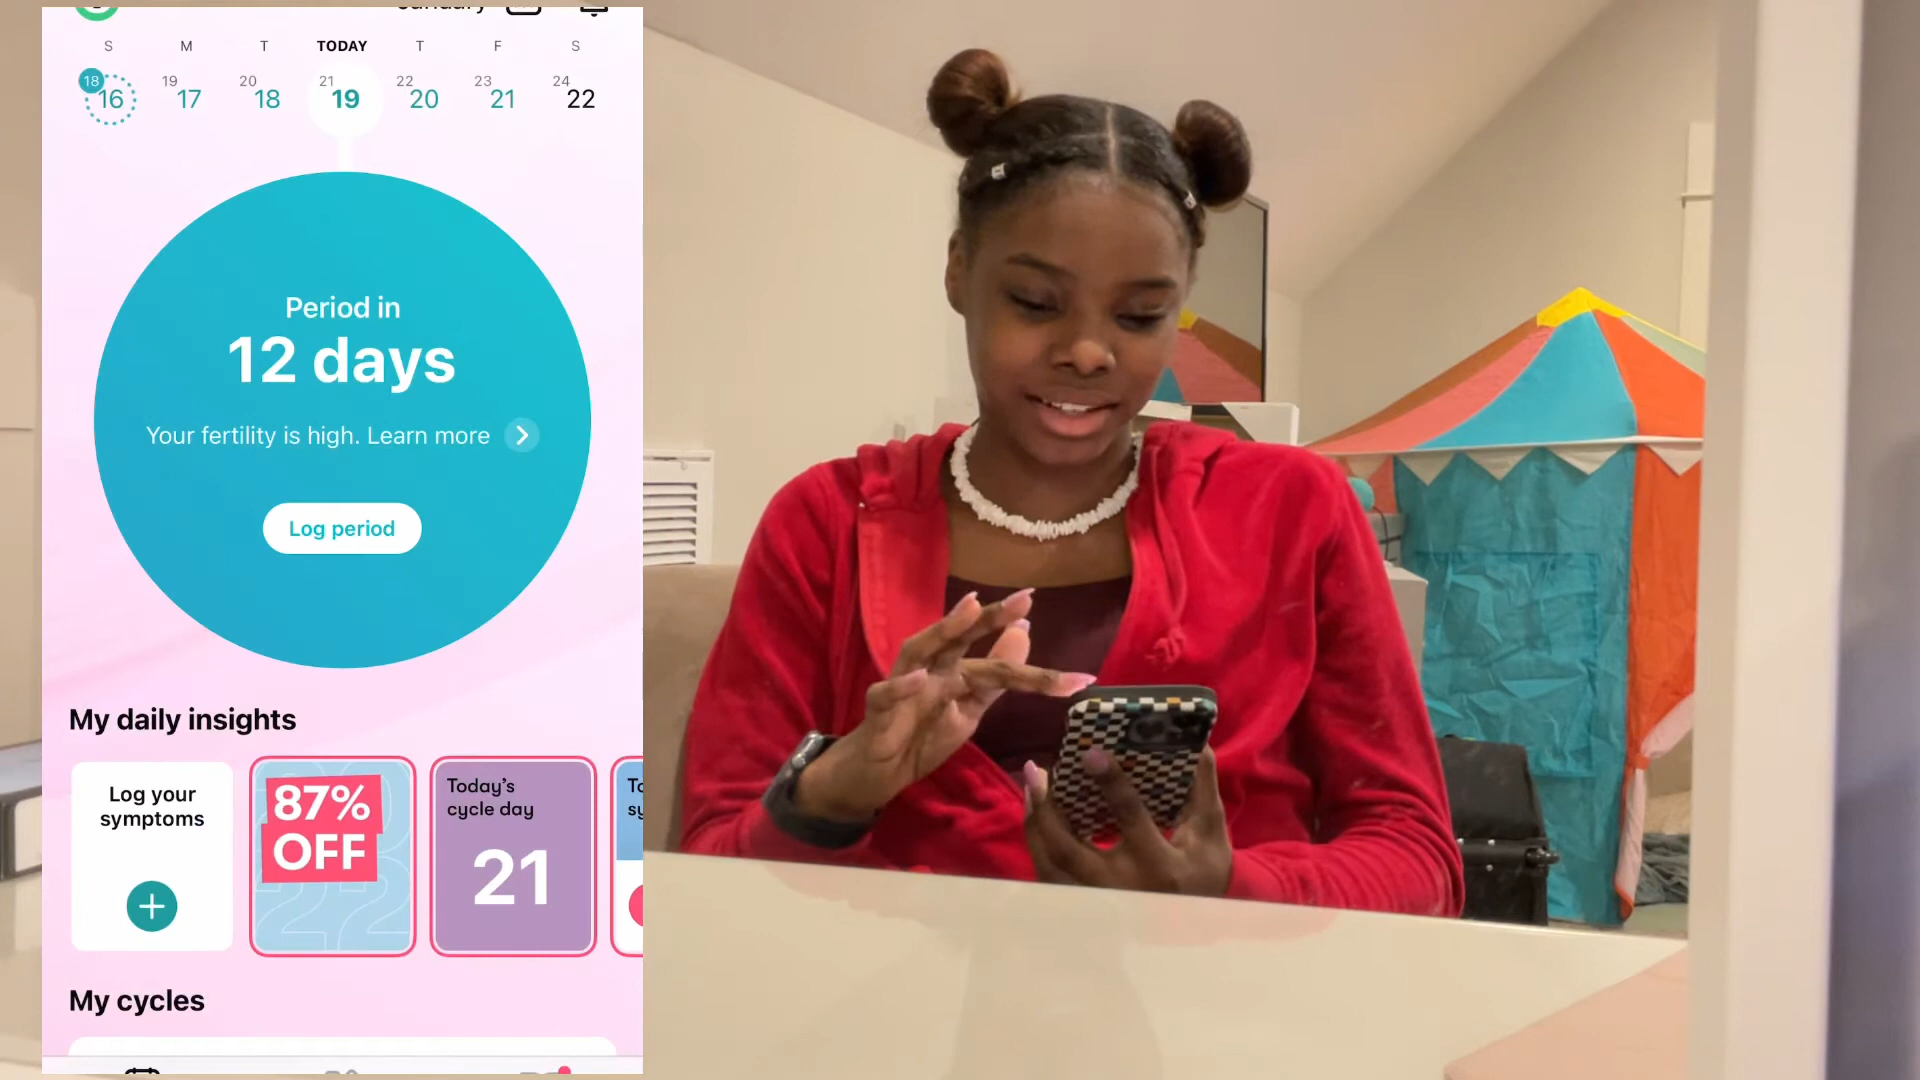 January
S M T TODAY T F S
18 19 20 21 22 23 24
16 17 18 19 20 21 22
Period in
12 days
Your fertility is high. Learn more
Log period
My daily insights
Log your
symptoms
87%
OFF
Today's
cycle day
21
My cycles